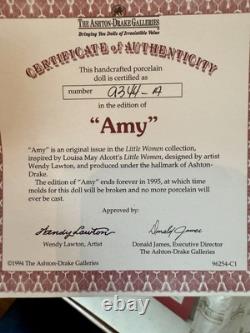 THE ASHTON-DRAKE GALLERIES
Bringing You Dolls of Irresistible Value
CERTIFICATE OF AUTHENTICITY
This handcrafted porcelain
doll is certified as
number 9344-A
in the edition of
"Amy"
"Amy" is an original issue in the Little Women collection,
inspired by Louisa May Alcott's Little Women, designed by artist
Wendy Lawton, and produced under the hallmark of Ashton-
Drake.
The edition of "Amy" ends forever in 1995, at which time
molds for this doll will be broken and no more porcelain will
ever be cast.
Approved by:
Wendy Lawton
Donald James
Wendy Lawton, Artist
Donald James, Executive Director
The Ashton-Drake Galleries
©1994 The Ashton-Drake Galleries
96254-C1